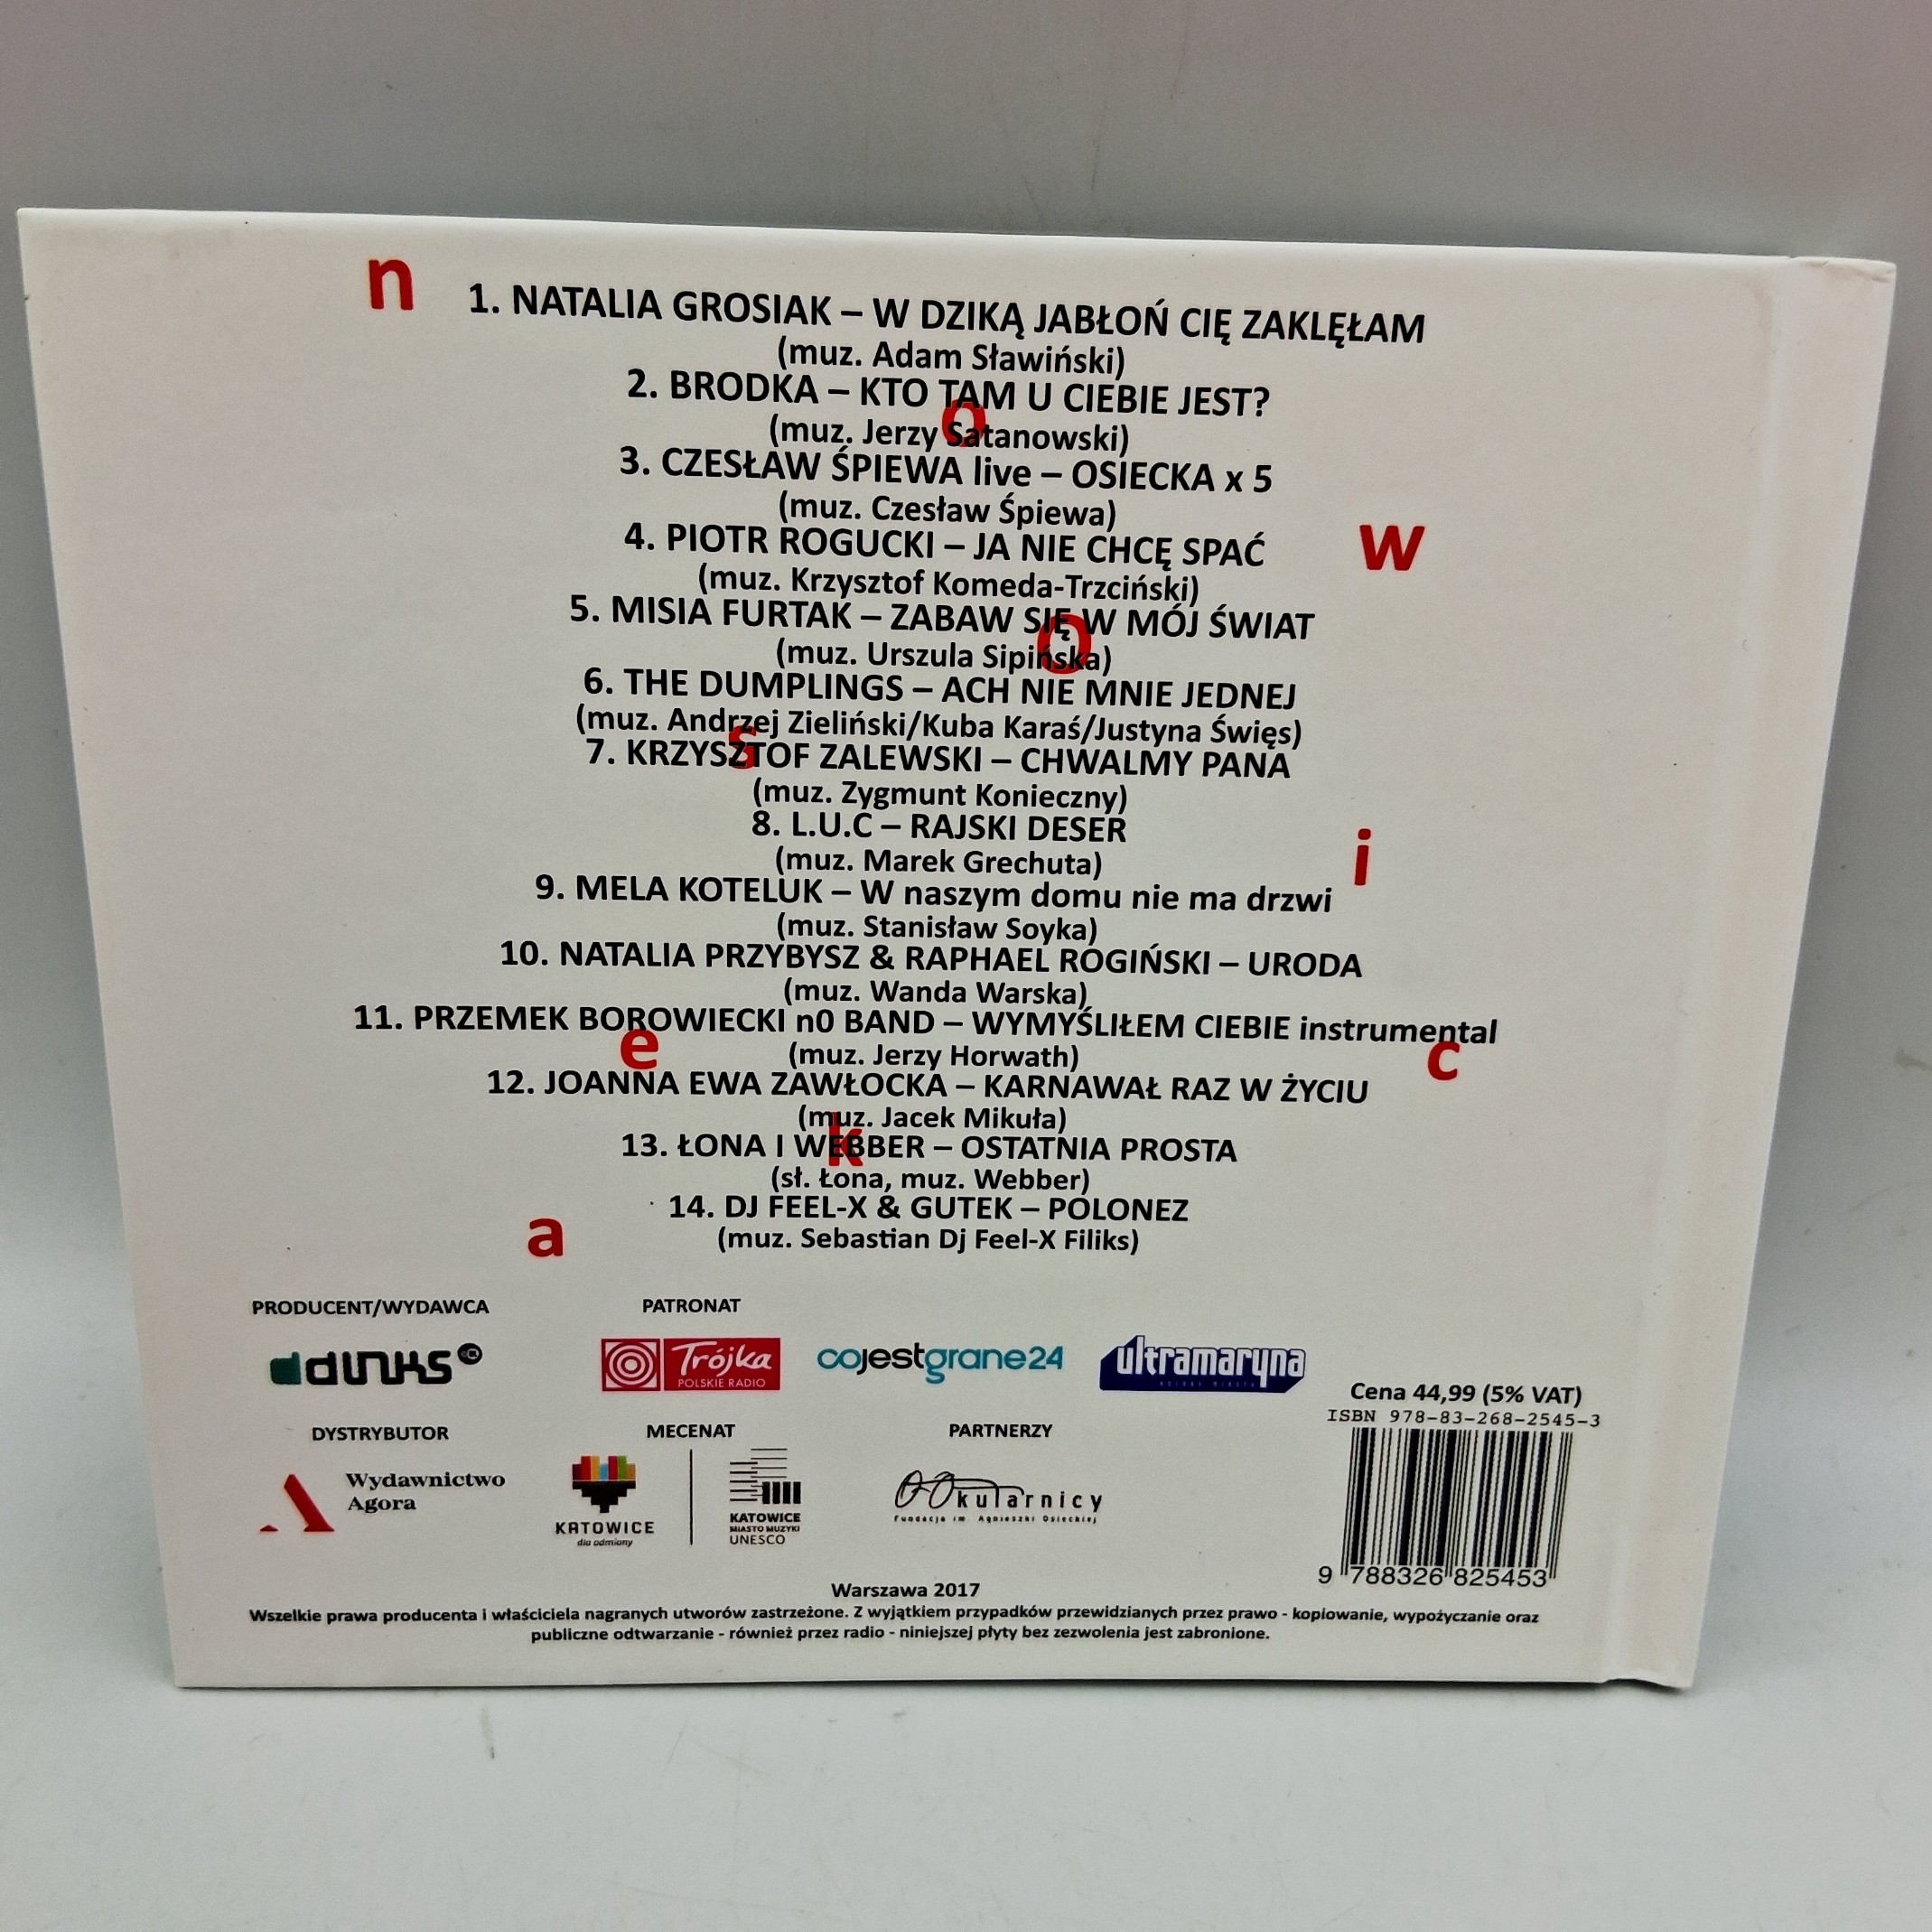 n
1. NATALIA GROSIAK – W DZIKĄ JABŁOŃ CIĘ ZAKLĘŁAM
(muz. Adam Sławiński)
2. BRODKA – KTO TAM U CIEBIE JEST?
o
(muz. Jerzy Satanowski)
3. CZESŁAW ŚPIEWA live – OSIECKA x 5
(muz. Czesław Śpiewa)
4. PIOTR ROGUCKI – JA NIE CHCĘ SPAĆ
w
(muz. Krzysztof Komeda-Trzciński)
5. MISIA FURTAK – ZABAW SIĘ W MÓJ ŚWIAT
o
(muz. Urszula Sipińska)
6. THE DUMPLINGS – ACH NIE MNIE JEDNEJ
(muz. Andrzej Zieliński/Kuba Karaś/Justyna Święs)
s
7. KRZYSZTOF ZALEWSKI – CHWALMY PANA
(muz. Zygmunt Konieczny)
8. L.U.C – RAJSKI DESER
i
(muz. Marek Grechuta)
9. MELA KOTELUK – W naszym domu nie ma drzwi
(muz. Stanisław Soyka)
10. NATALIA PRZYBYSZ & RAPHAEL ROGIŃSKI – URODA
(muz. Wanda Warska)
11. PRZEMEK BOROWIECKI n0 BAND – WYMYŚLIŁEM CIEBIE instrumental
e
c
(muz. Jerzy Horwath)
12. JOANNA EWA ZAWŁOCKA – KARNAWAŁ RAZ W ŻYCIU
(muz. Jacek Mikuła)
k
13. ŁONA I WEBBER – OSTATNIA PROSTA
(sł. Łona, muz. Webber)
14. DJ FEEL-X & GUTEK – POLONEZ
a
(muz. Sebastian Dj Feel-X Filiks)
PRODUCENT/WYDAWCA
PATRONAT
dinks
Trójka
POLSKIE RADIO
cojestgrane24
ultramaryna
Cena 44,99 (5% VAT)
ISBN 978-83-268-2545-3
DYSTRYBUTOR
MECENAT
PARTNERZY
Wydawnictwo
Agora
KATOWICE
dla odmiany
KATOWICE
MIASTO MUZYKI
UNESCO
Okularnicy
Fundacja im Agnieszki Osieckiej
9 788326 825453
Warszawa 2017
Wszelkie prawa producenta i właściciela nagranych utworów zastrzeżone. Z wyjątkiem przypadków przewidzianych przez prawo - kopiowanie, wypożyczanie oraz
publiczne odtwarzanie - również przez radio - niniejszej płyty bez zezwolenia jest zabronione.